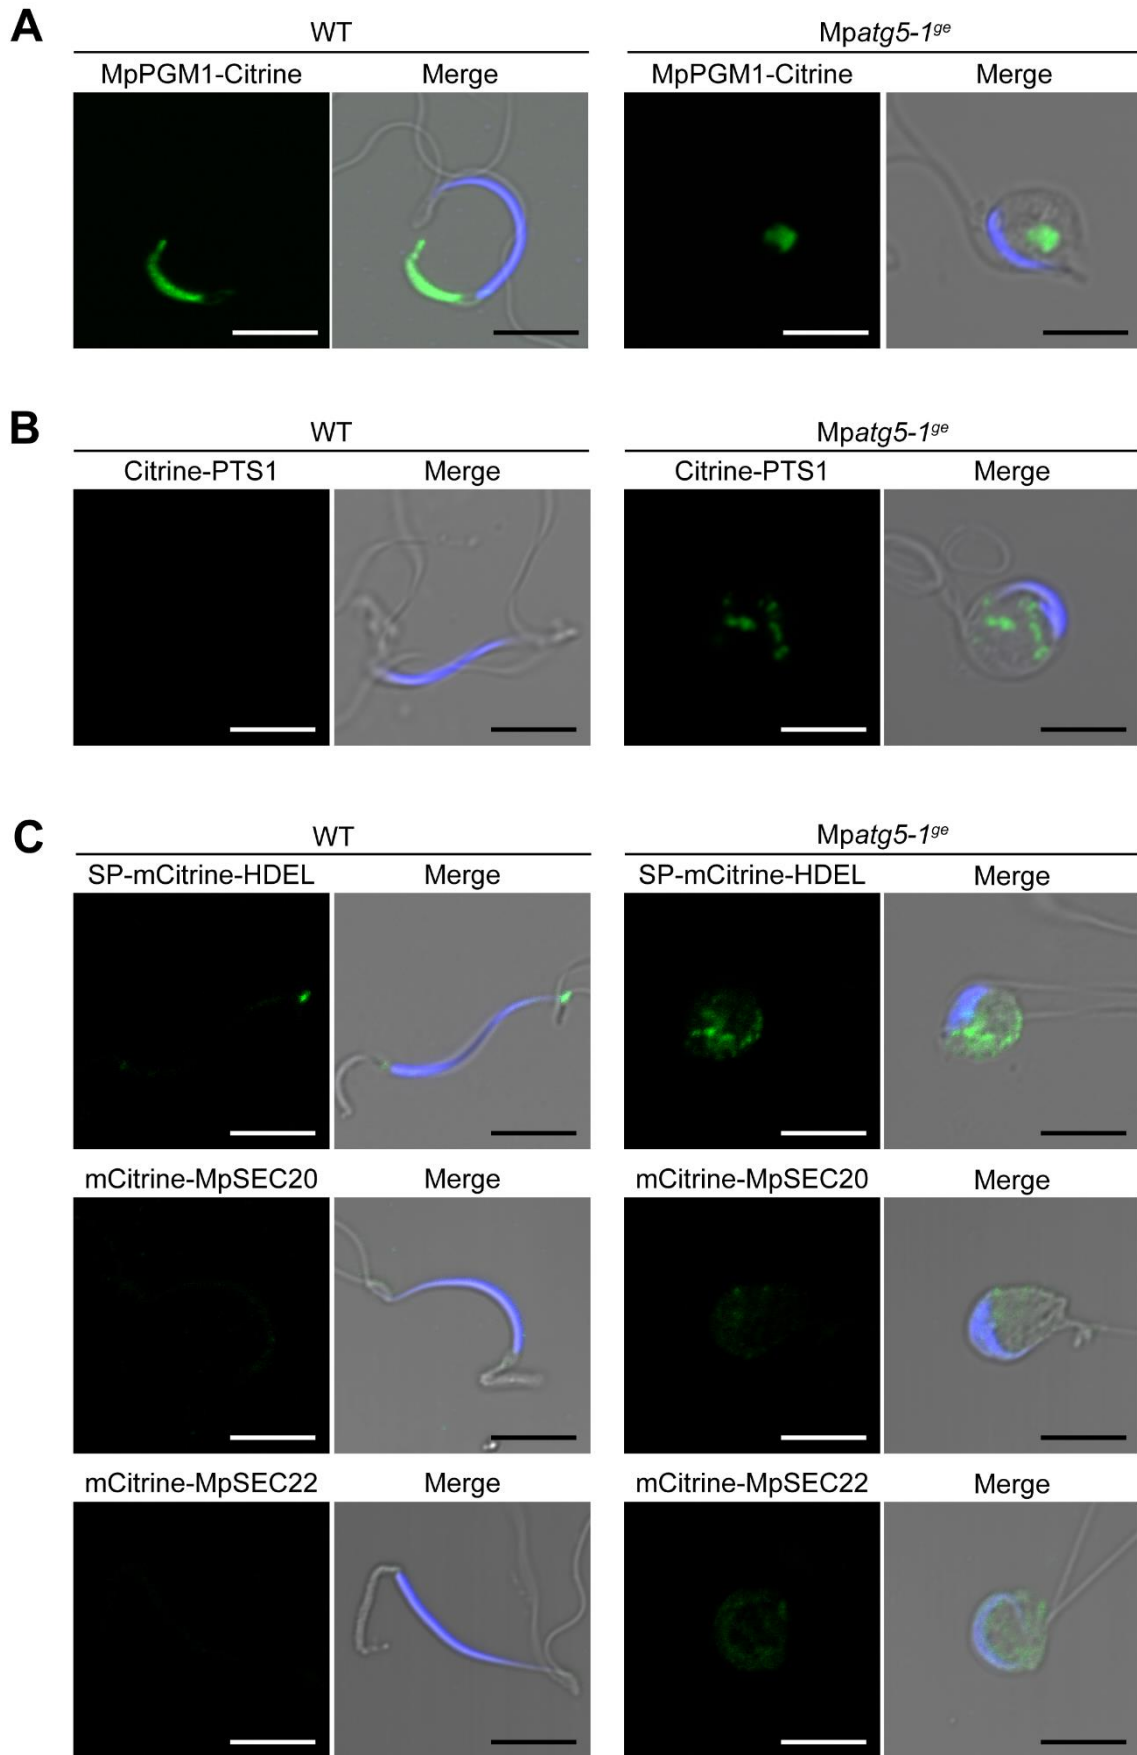 A
WT
Mpatg5-1ge
MpPGM1-Citrine
Merge
MpPGM1-Citrine
Merge
B
WT
Mpatg5-1ge
Citrine-PTS1
Merge
Citrine-PTS1
Merge
C
WT
Mpatg5-1ge
SP-mCitrine-HDEL
Merge
SP-mCitrine-HDEL
Merge
mCitrine-MpSEC20
Merge
mCitrine-MpSEC20
Merge
mCitrine-MpSEC22
Merge
mCitrine-MpSEC22
Merge